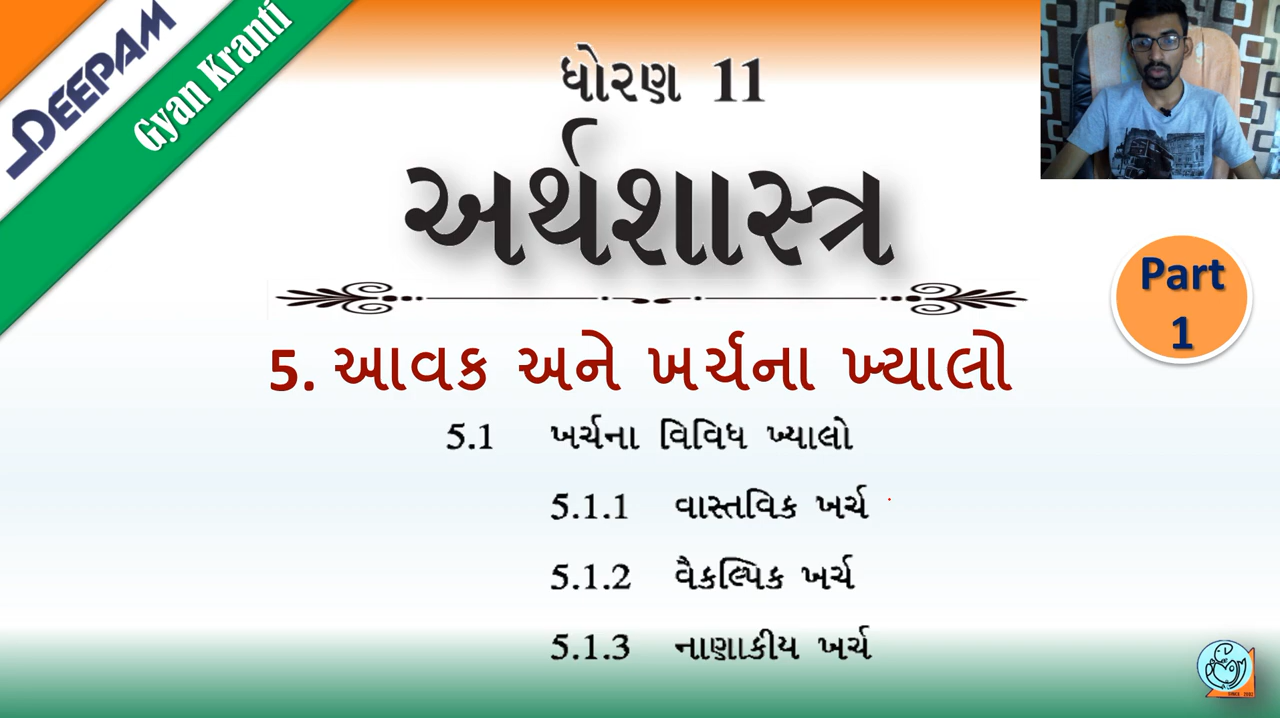 DEEPAM
Gyan Kranti
ધોરણ 11
અર્થશાસ્ત્ર
Part
1
5. આવક અને ખર્ચના ખ્યાલો
5.1 ખર્ચના વિવિધ ખ્યાલો
5.1.1 વાસ્તવિક ખર્ચ
5.1.2 વૈકલ્પિક ખર્ચ
5.1.3 નાણાકીય ખર્ચ